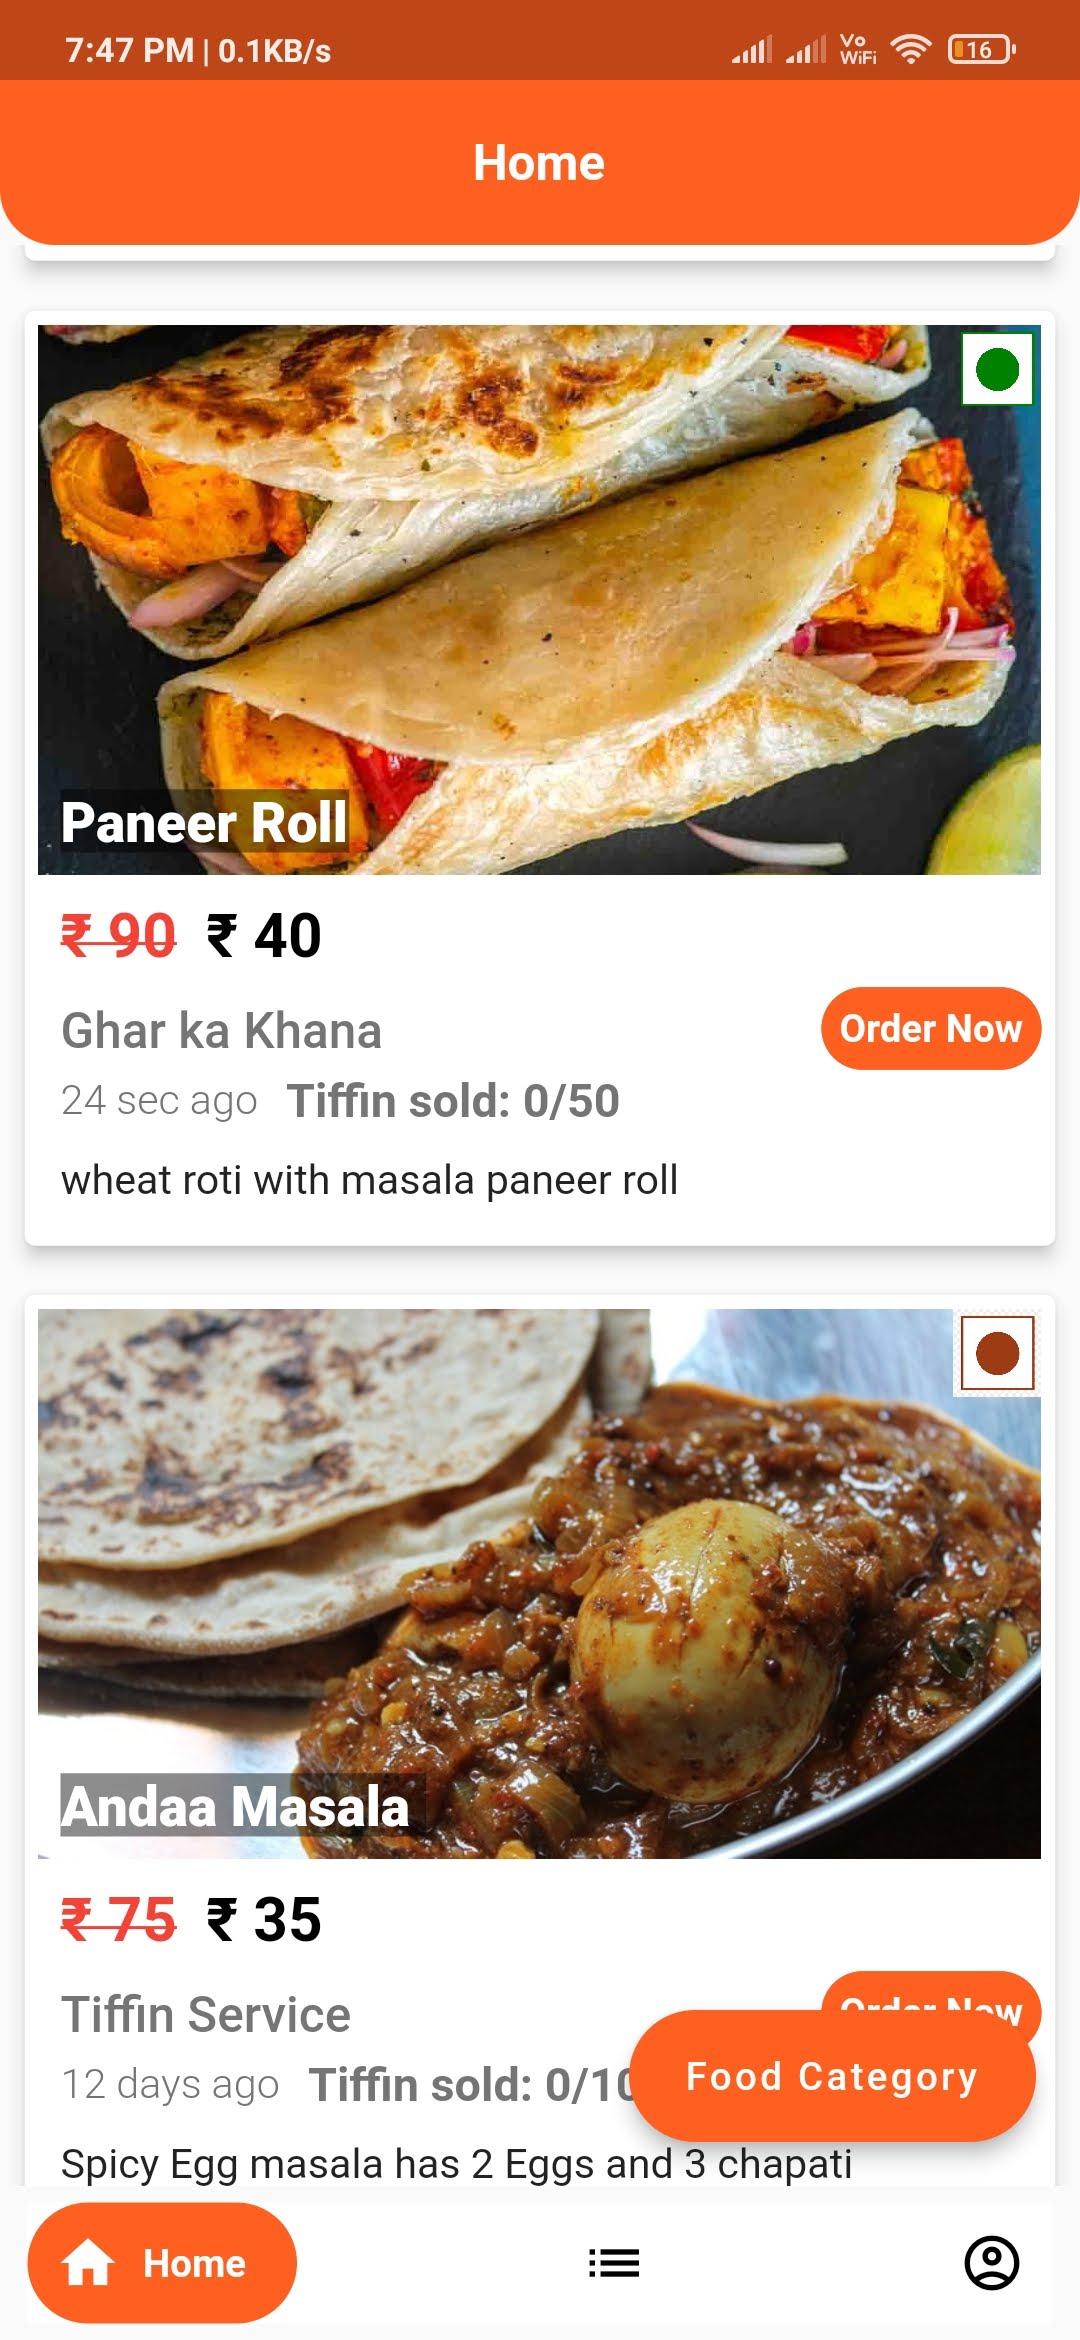 7:47 PM | 0.1KB/s
Vo
WiFi
16
Home
Paneer Roll
₹ 90 ₹ 40
Ghar ka Khana
Order Now
24 sec ago Tiffin sold: 0/50
wheat roti with masala paneer roll
Andaa Masala
₹ 75 ₹ 35
Tiffin Service
Order Now
12 days ago Tiffin sold: 0/10
Food Category
Spicy Egg masala has 2 Eggs and 3 chapati
Home